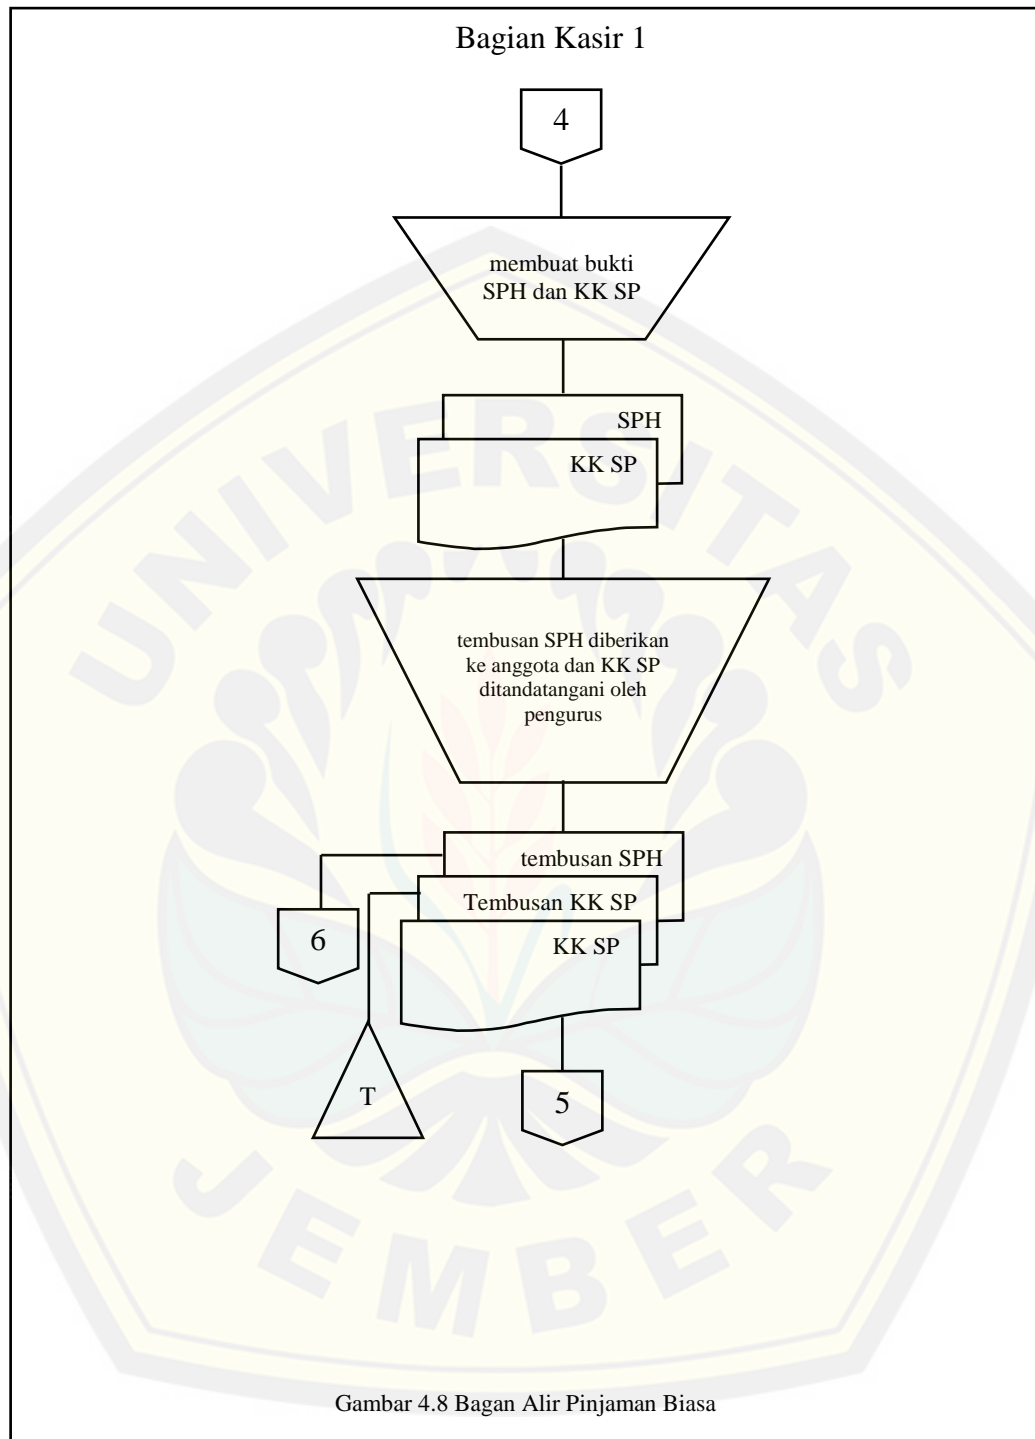 Bagian Kasir 1
4
membuat bukti
SPH dan KK SP
SPH
KK SP
tembusan SPH diberikan
ke anggota dan KK SP
ditandatangani oleh
pengurus
tembusan SPH
Tembusan KK SP
KK SP
6
T
5
UNIVERSITAS
JEMBER
Gambar 4.8 Bagan Alir Pinjaman Biasa